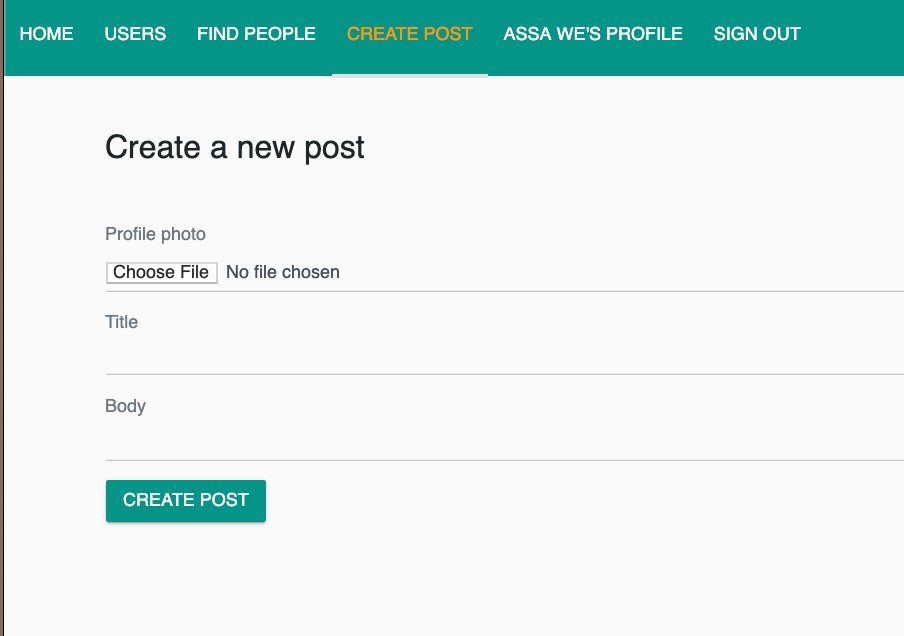 HOME USERS FIND PEOPLE CREATE POST ASSA WE'S PROFILE SIGN OUT
Create a new post
Profile photo
Choose File No file chosen
Title
Body
CREATE POST